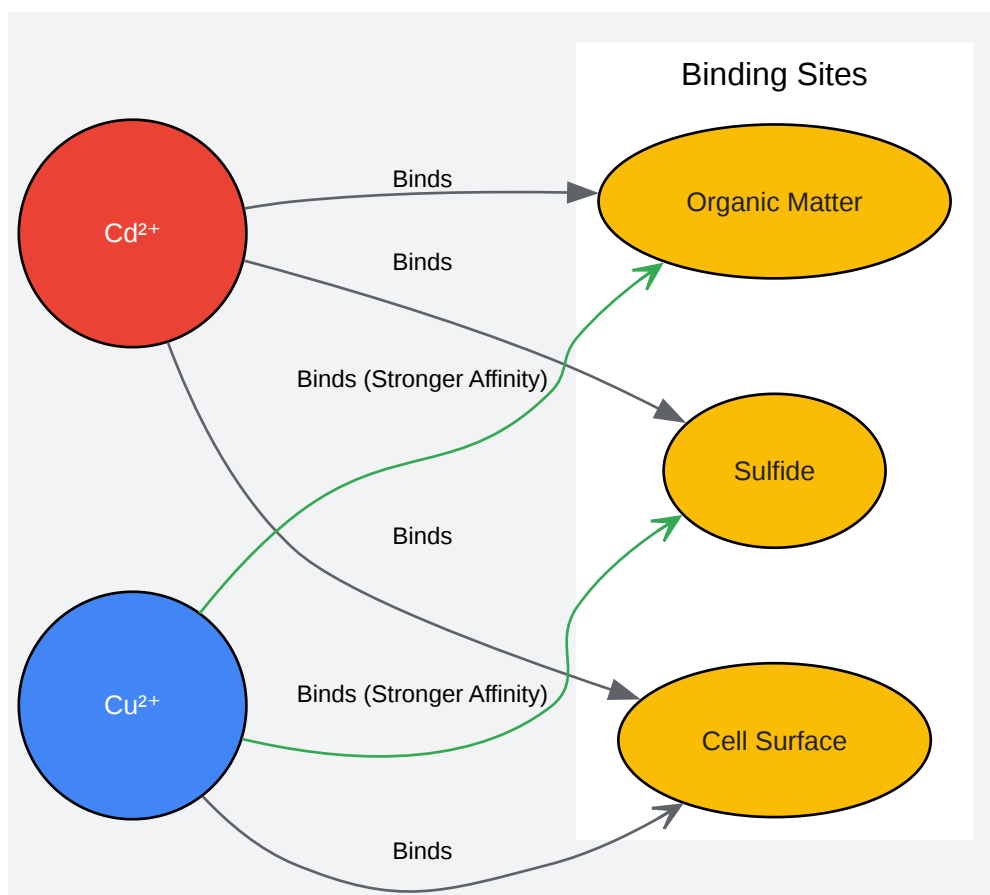 Binding Sites
Binds
Organic Matter
Cd²⁺
Binds
Binds (Stronger Affinity)
Sulfide
Binds
Binds (Stronger Affinity)
Cu²⁺
Cell Surface
Binds